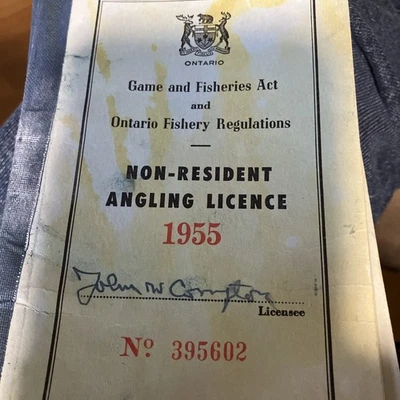 ONTARIO
Game and Fisheries Act
and
Ontario Fishery Regulations
NON-RESIDENT
ANGLING LICENCE
1955
John W Compton
Licensee
Nº 395602